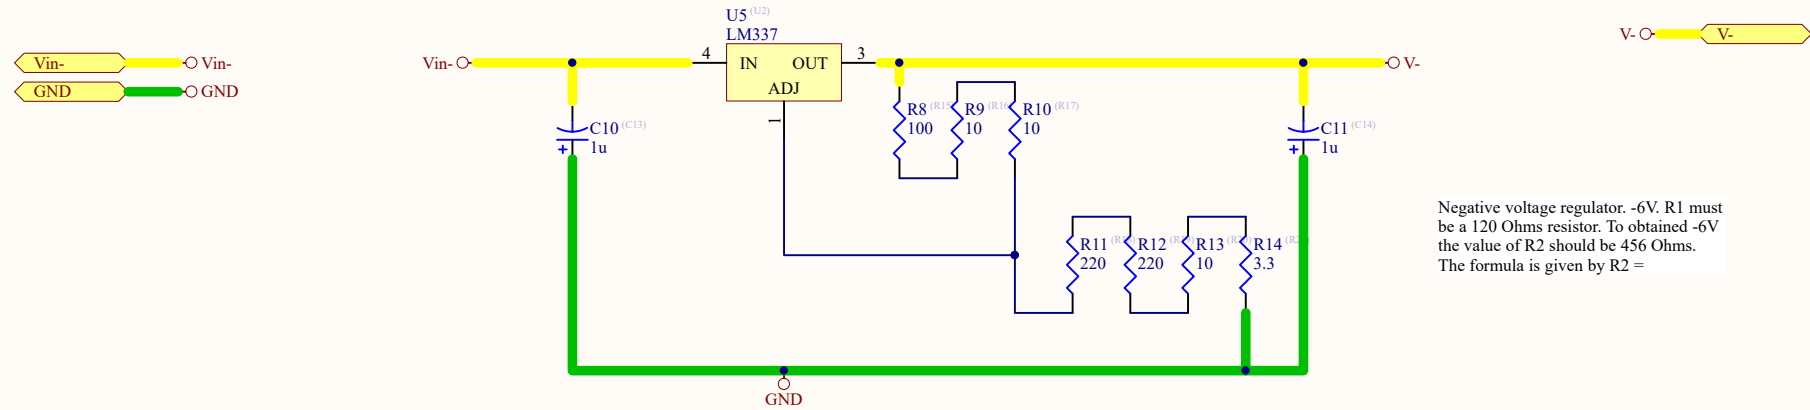 U5 (U2)
LM337
Vin-
Vin-
GND
GND
Vin-
4
IN
OUT
ADJ
3
1
V-
V-
V-
C10 (C13)
1u
R8 (R15)
100
R9 (R16)
10
R10 (R17)
10
C11 (C14)
1u
R11
220
R12
220
R13
10
R14
3.3
Negative voltage regulator. -6V. R1 must
be a 120 Ohms resistor. To obtained -6V
the value of R2 should be 456 Ohms.
The formula is given by R2 =
GND